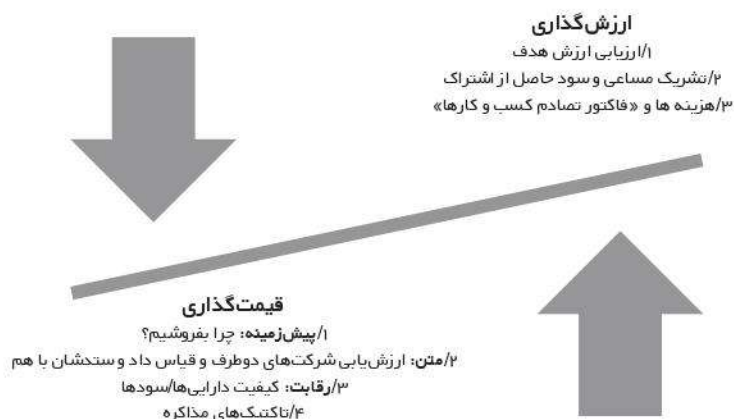 ارزش‌گذاری
۱/ارزیابی ارزش هدف
۲/تشریک مساعی و سود حاصل از اشتراک
۳/هزینه ها و «فاکتور تصادم کسب و کارها»
قیمت‌گذاری
۱/پیش‌زمینه: چرا بفروشیم؟
۲/متن: ارزش‌یابی شرکت‌های دوطرف و قیاس داد و ستدشان با هم
۳/رقابت: کیفیت دارایی‌ها/سودها
۴/تاکتیک‌های مذاکره